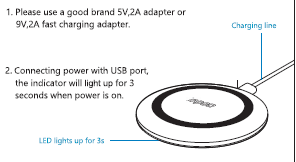 1. Please use a good brand 5V,2A adapter or
9V,2A fast charging adapter.
Charging line
2. Connecting power with USB port,
the indicator will light up for 3
seconds when power is on.
LED lights up for 3s